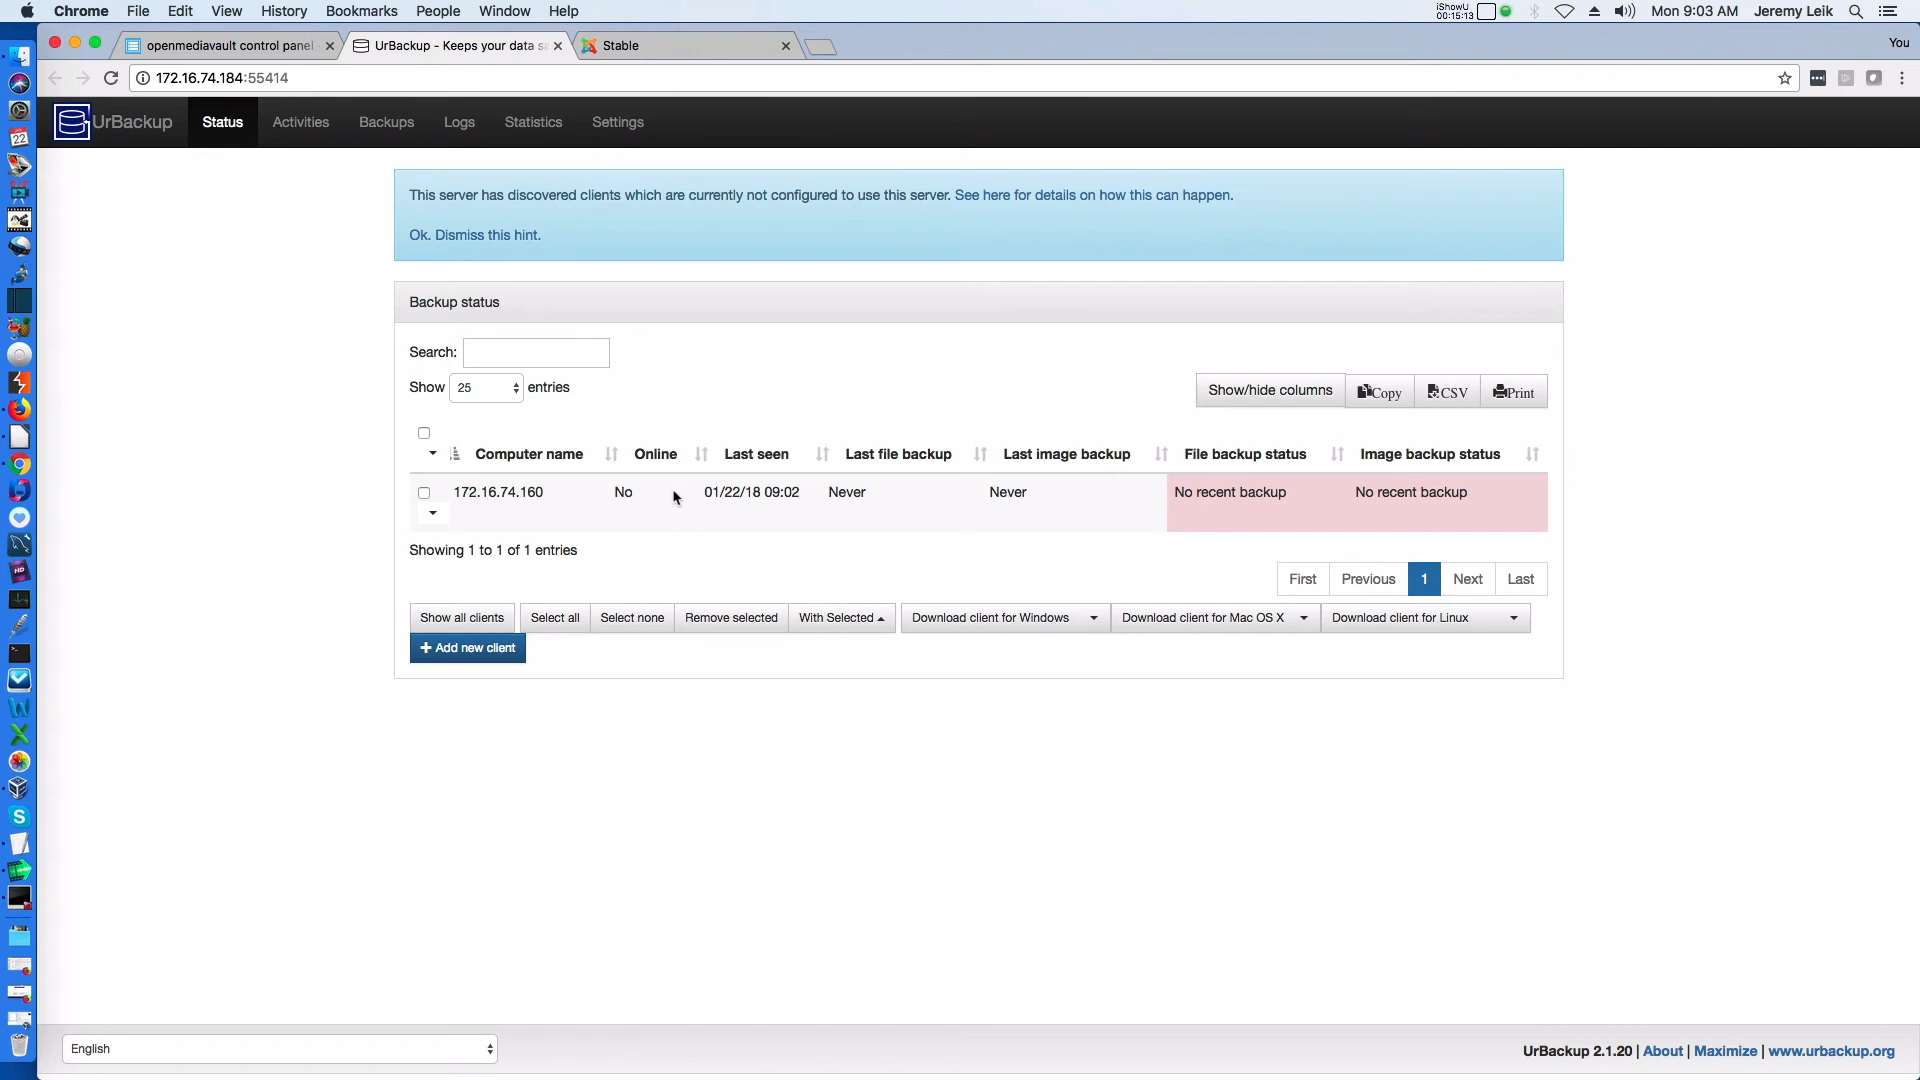 Chrome File Edit View History Bookmarks People Window Help
iShowU
00:15:13
Mon 9:03 AM Jeremy Leik
openmediavault control panel
UrBackup - Keeps your data s
Stable
You
172.16.74.184:55414
UrBackup Status Activities Backups Logs Statistics Settings
This server has discovered clients which are currently not configured to use this server. See here for details on how this can happen.
Ok. Dismiss this hint.
Backup status
Search:
Show 25 entries
Show/hide columns Copy CSV Print
Computer name Online Last seen Last file backup Last image backup File backup status Image backup status
172.16.74.160 No 01/22/18 09:02 Never Never No recent backup No recent backup
Showing 1 to 1 of 1 entries
First Previous 1 Next Last
Show all clients Select all Select none Remove selected With Selected Download client for Windows Download client for Mac OS X Download client for Linux
+ Add new client
English
UrBackup 2.1.20 | About | Maximize | www.urbackup.org
22
HD
W
X
S